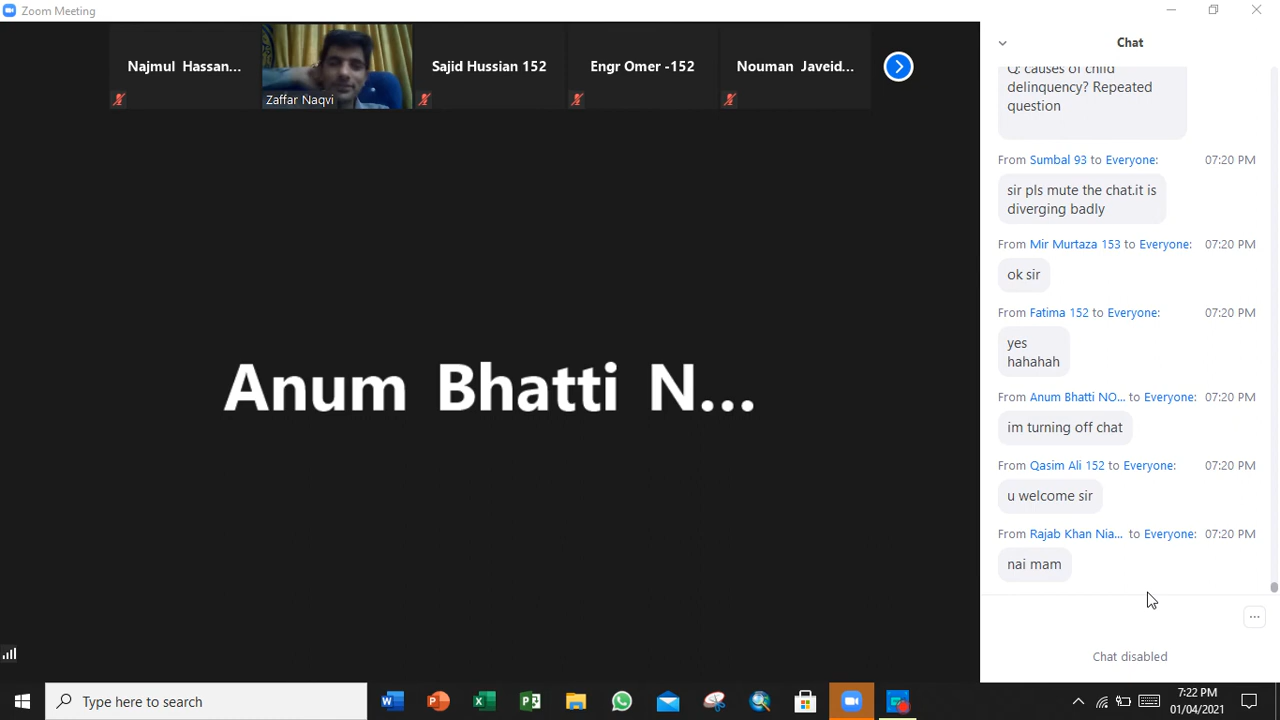 Zoom Meeting
Najmul Hassan...
Zaffar Naqvi
Sajid Hussian 152
Engr Omer -152
Nouman Javeid...
Anum Bhatti N...
Chat
Q: causes of child
delinquency? Repeated
question
From Sumbal 93 to Everyone: 07:20 PM
sir pls mute the chat.it is
diverging badly
From Mir Murtaza 153 to Everyone: 07:20 PM
ok sir
From Fatima 152 to Everyone: 07:20 PM
yes
hahahah
From Anum Bhatti NO... to Everyone: 07:20 PM
im turning off chat
From Qasim Ali 152 to Everyone: 07:20 PM
u welcome sir
From Rajab Khan Nia... to Everyone: 07:20 PM
nai mam
Chat disabled
Type here to search
7:22 PM
01/04/2021